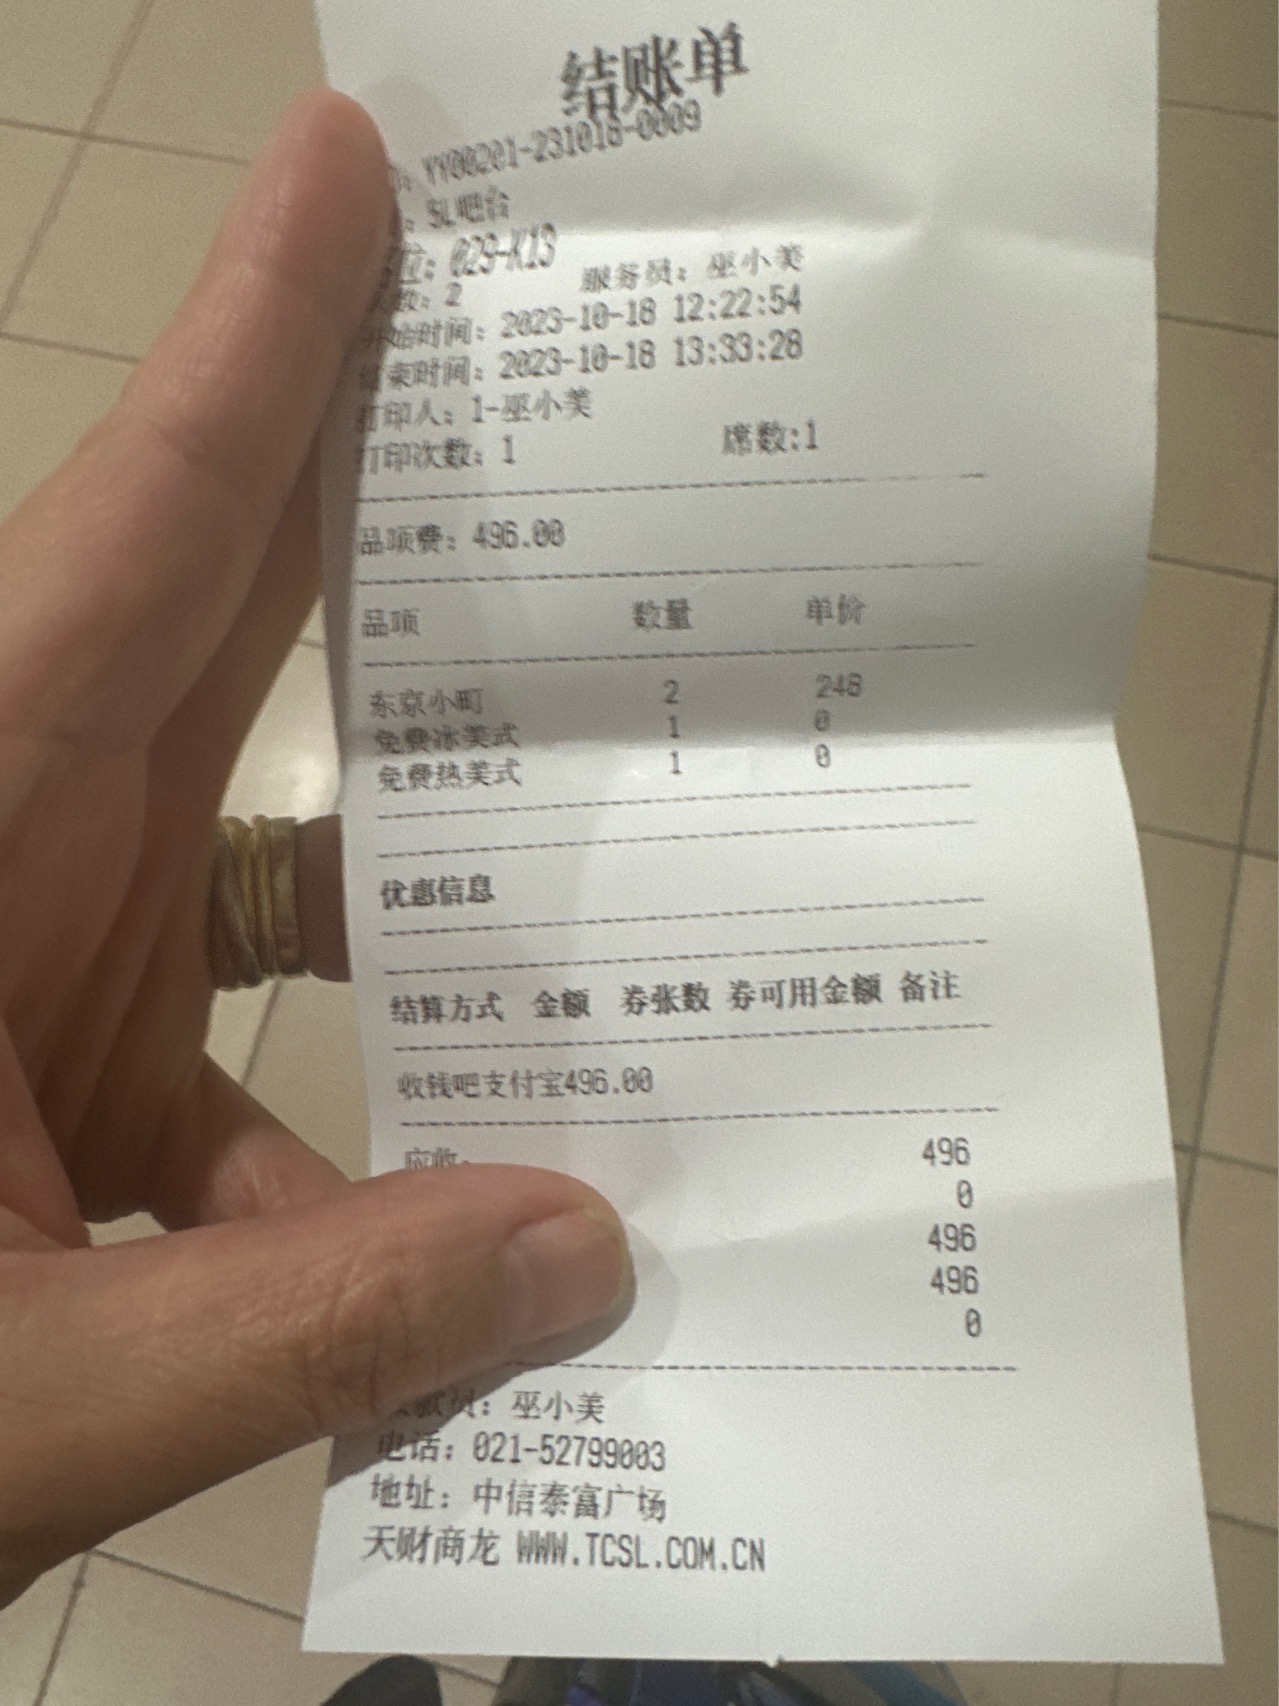 结账单
: YY00201-231018-0009
: SL吧台
位: 029-K13
人数: 2 服务员: 巫小美
开始时间: 2023-10-18 12:22:54
结束时间: 2023-10-18 13:33:28
打印人: 1-巫小美
打印次数: 1 席数:1
品项费: 496.00
品项 数量 单价
东京小町 2 248
免费冰美式 1 0
免费热美式 1 0
优惠信息
结算方式 金额 券张数 券可用金额 备注
收钱吧支付宝496.00
应收: 496
0
496
496
0
款员: 巫小美
电话: 021-52799003
地址: 中信泰富广场
天财商龙 WWW.TCSL.COM.CN